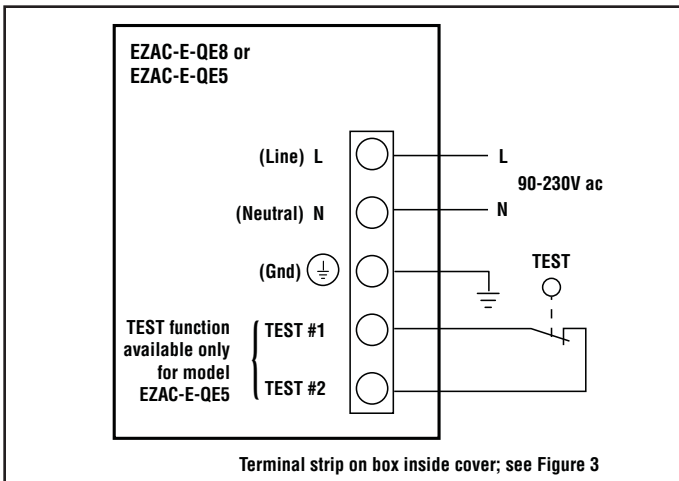 EZAC-E-QE8 or
EZAC-E-QE5
(Line) L
L
90-230V ac
(Neutral) N
N
(Gnd)
TEST
TEST function
available only
for model
EZAC-E-QE5
TEST #1
TEST #2
Terminal strip on box inside cover; see Figure 3